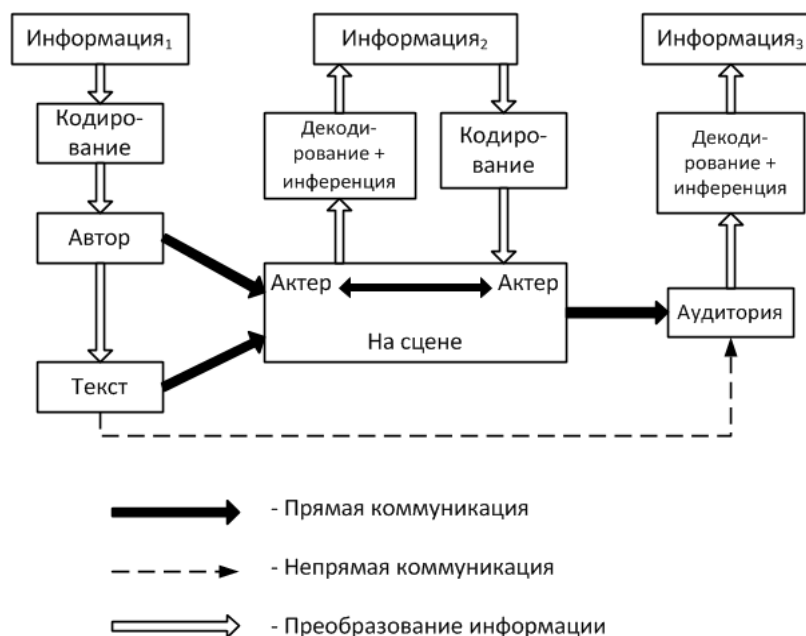 Информация₁
Информация₂
Информация₃
Кодиро-
вание
Декоди-
рование +
инференция
Кодиро-
вание
Декоди-
рование +
инференция
Автор
Актер
Актер
На сцене
Аудитория
Текст
- Прямая коммуникация
- Непрямая коммуникация
- Преобразование информации